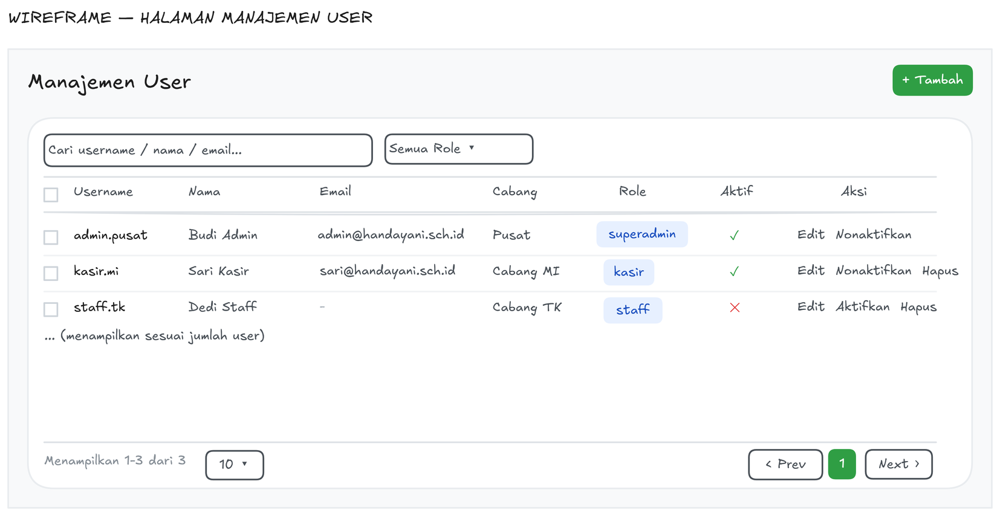 WIREFRAME — HALAMAN MANAJEMEN USER
Manajemen User
+ Tambah
Cari username / nama / email...
Semua Role ▾
Username Nama Email Cabang Role Aktif Aksi
admin.pusat Budi Admin admin@handayani.sch.id Pusat superadmin ✓ Edit Nonaktifkan
kasir.mi Sari Kasir sari@handayani.sch.id Cabang MI kasir ✓ Edit Nonaktifkan Hapus
staff.tk Dedi Staff - Cabang TK staff ✕ Edit Aktifkan Hapus
... (menampilkan sesuai jumlah user)
Menampilkan 1-3 dari 3 10 ▾ ‹ Prev 1 Next ›